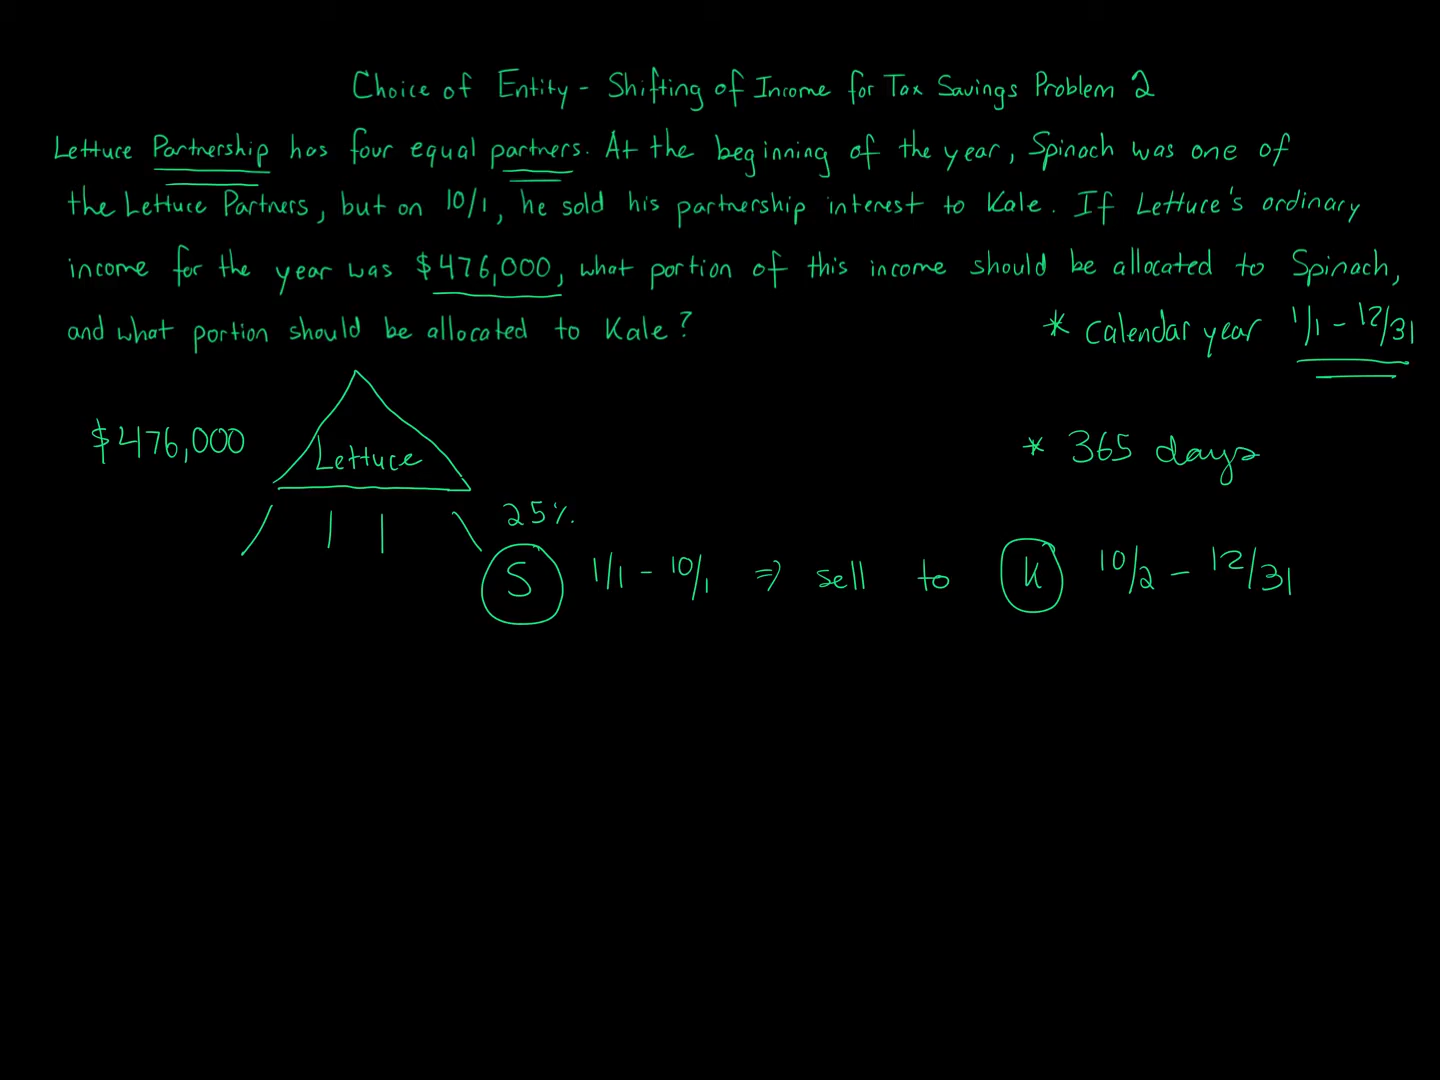 Choice of Entity - Shifting of Income for Tax Savings Problem 2
Lettuce Partnership has four equal partners. At the beginning of the year, Spinach was one of
the Lettuce Partners, but on 10/1, he sold his partnership interest to Kale. If Lettuce's ordinary
income for the year was $476,000, what portion of this income should be allocated to Spinach,
and what portion should be allocated to Kale?
* Calendar year 1/1 - 12/31
$476,000
Lettuce
* 365 days
25%
S 1/1 - 10/1 ⇒ sell to K 10/2 - 12/31